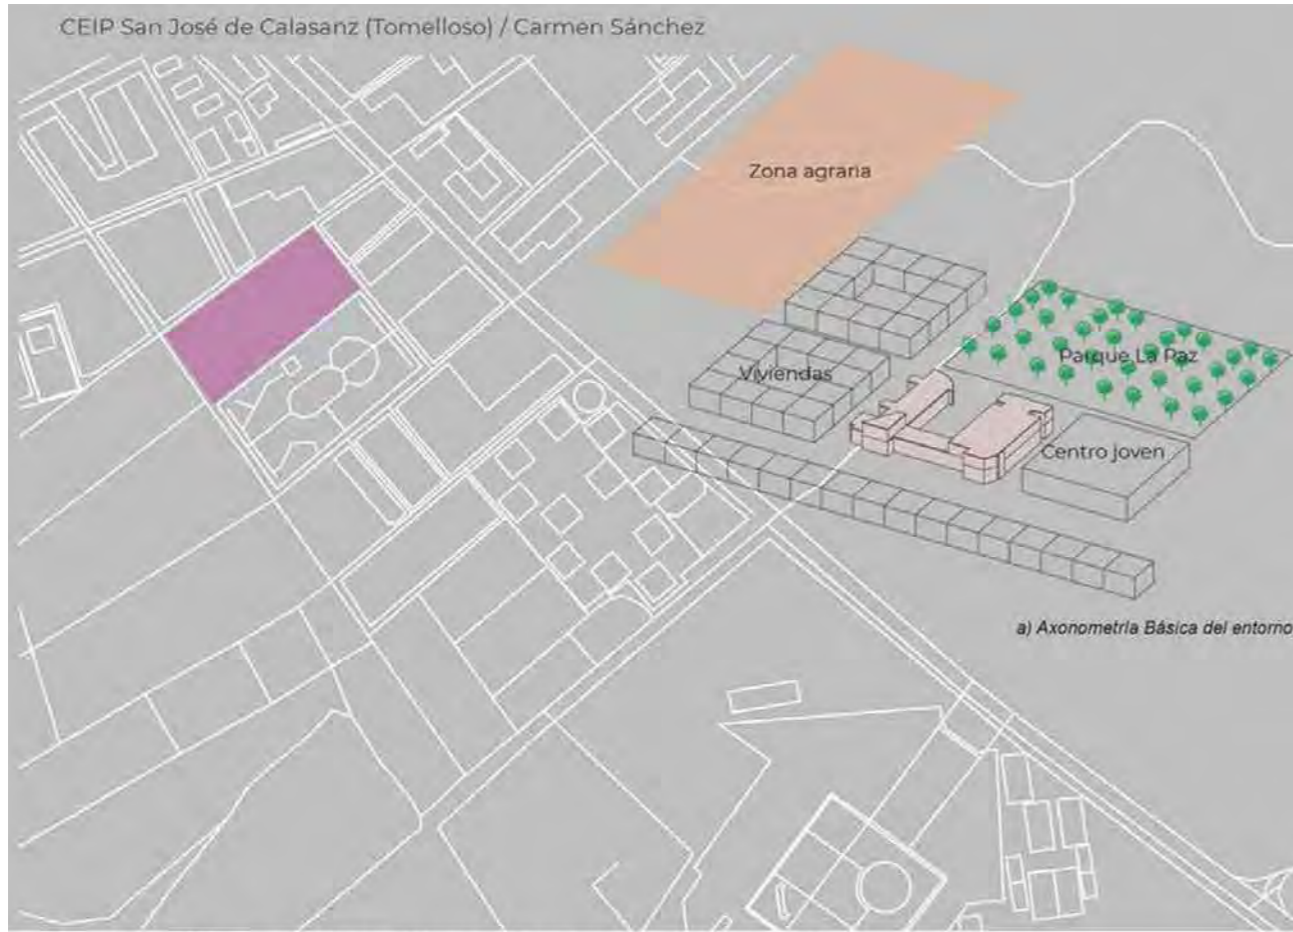 CEIP San José de Calasanz (Tomelloso) / Carmen Sánchez
Zona agraria
Parque La Paz
Viviendas
Centro joven
a) Axonometría Básica del entorno